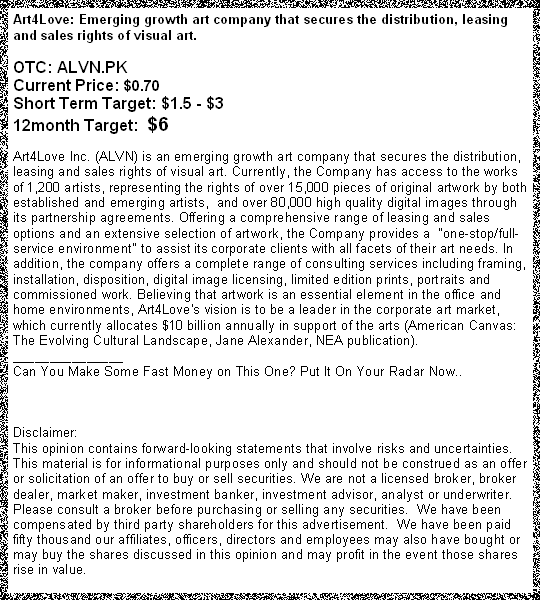 Art4Love: Emerging growth art company that secures the distribution, leasing
and sales rights of visual art.
OTC: ALVN.PK
Current Price: $0.70
Short Term Target: $1.5 - $3
12month Target:  $6
Art4Love Inc. (ALVN) is an emerging growth art company that secures the distribution,
leasing and sales rights of visual art. Currently, the Company has access to the works
of 1,200 artists, representing the rights of over 15,000 pieces of original artwork by both
established and emerging artists,  and over 80,000 high quality digital images through
its partnership agreements. Offering a comprehensive range of leasing and sales
options and an extensive selection of artwork, the Company provides a  "one-stop/full-
service environment" to assist its corporate clients with all facets of their art needs. In
addition, the company offers a complete range of consulting services including framing,
installation, disposition, digital image licensing, limited edition prints, portraits and
commissioned work. Believing that artwork is an essential element in the office and
home environments, Art4Love's vision is to be a leader in the corporate art market,
which currently allocates $10 billion annually in support of the arts (American Canvas:
The Evolving Cultural Landscape, Jane Alexander, NEA publication).
_______________
Can You Make Some Fast Money on This One? Put It On Your Radar Now..
Disclaimer:
This opinion contains forward-looking statements that involve risks and uncertainties.
This material is for informational purposes only and should not be construed as an offer
or solicitation of an offer to buy or sell securities. We are not a licensed broker, broker
dealer, market maker, investment banker, investment advisor, analyst or underwriter.
Please consult a broker before purchasing or selling any securities.  We have been
compensated by third party shareholders for this advertisement.  We have been paid
fifty thousand our affiliates, officers, directors and employees may also have bought or
may buy the shares discussed in this opinion and may profit in the event those shares
rise in value.